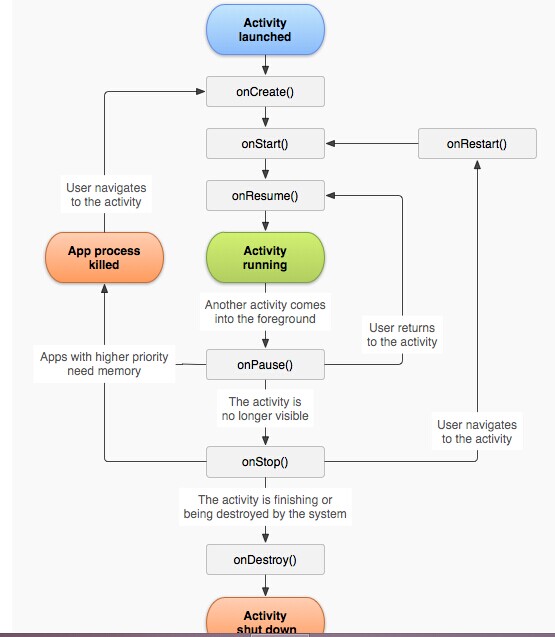 Activity
launched
onCreate()
onStart()
onRestart()
User navigates
to the activity
onResume()
App process
killed
Activity
running
Another activity comes
into the foreground
User returns
to the activity
Apps with higher priority
need memory
onPause()
The activity is
no longer visible
User navigates
to the activity
onStop()
The activity is finishing or
being destroyed by the system
onDestroy()
Activity
shut down